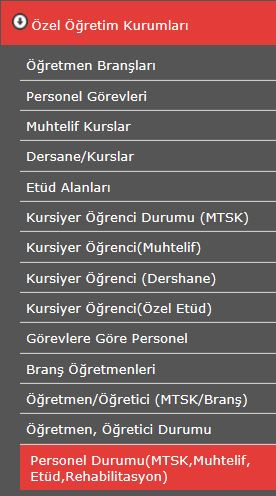 Özel Öğretim Kurumları
Öğretmen Branşları
Personel Görevleri
Muhtelif Kurslar
Dersane/Kurslar
Etüd Alanları
Kursiyer Öğrenci Durumu (MTSK)
Kursiyer Öğrenci(Muhtelif)
Kursiyer Öğrenci (Dershane)
Kursiyer Öğrenci(Özel Etüd)
Görevlere Göre Personel
Branş Öğretmenleri
Öğretmen/Öğretici (MTSK/Branş)
Öğretmen, Öğretici Durumu
Personel Durumu(MTSK,Muhtelif,
Etüd,Rehabilitasyon)